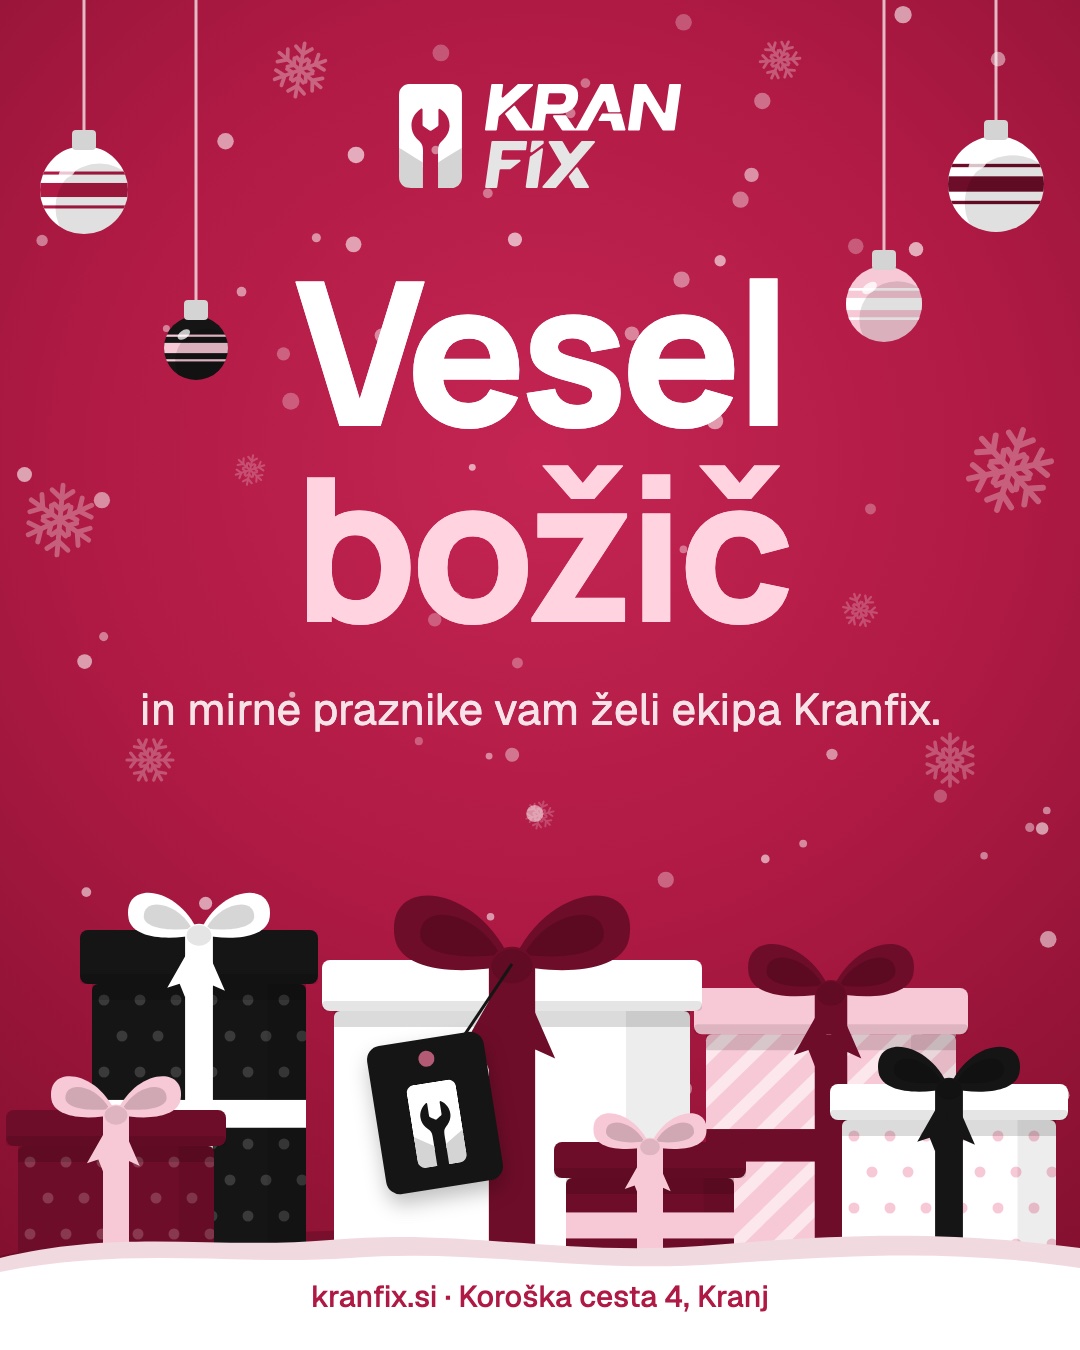 KRAN
FIX
Vesel
božič
in mirne praznike vam želi ekipa Kranfix.
kranfix.si · Koroška cesta 4, Kranj